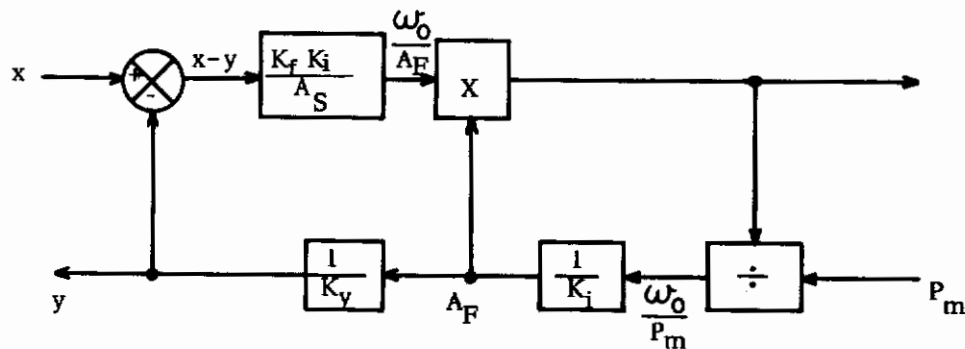 x
+
-
x-y
K_f K_i
A_S
ω_o
A_F
X
y
1
K_y
A_F
1
K_i
ω_o
P_m
÷
P_m